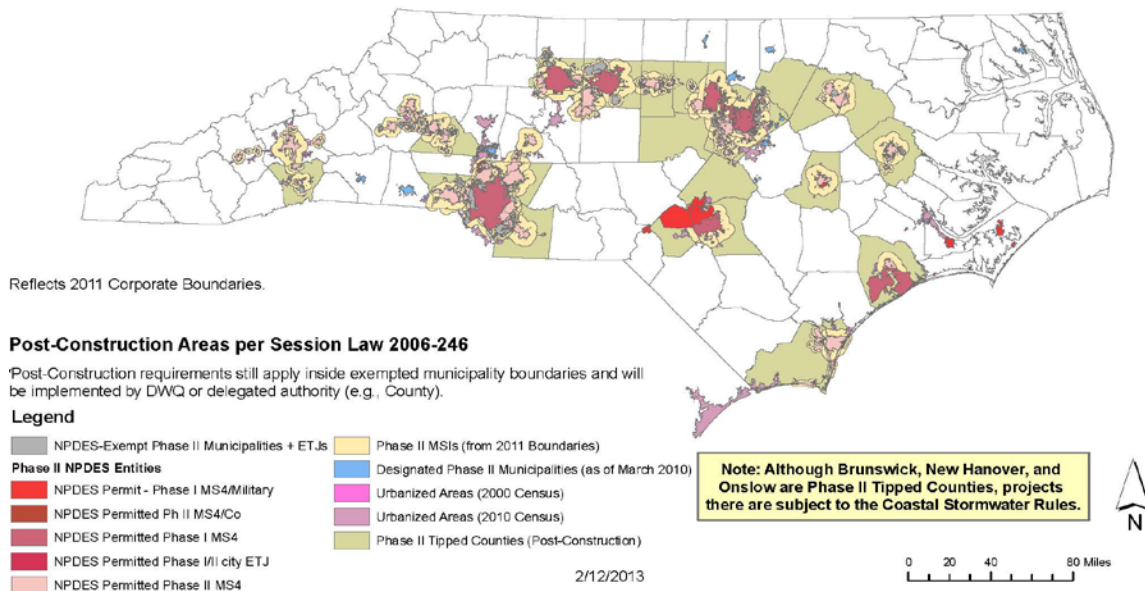 Reflects 2011 Corporate Boundaries.
Post-Construction Areas per Session Law 2006-246
'Post-Construction requirements still apply inside exempted municipality boundaries and will
be implemented by DWQ or delegated authority (e.g., County).
Legend
NPDES-Exempt Phase II Municipalities + ETJs
Phase II NPDES Entities
NPDES Permit - Phase I MS4/Military
NPDES Permitted Ph II MS4/Co
NPDES Permitted Phase I MS4
NPDES Permitted Phase I/II city ETJ
NPDES Permitted Phase II MS4
Phase II MSIs (from 2011 Boundaries)
Designated Phase II Municipalities (as of March 2010)
Urbanized Areas (2000 Census)
Urbanized Areas (2010 Census)
Phase II Tipped Counties (Post-Construction)
2/12/2013
Note: Although Brunswick, New Hanover, and
Onslow are Phase II Tipped Counties, projects
there are subject to the Coastal Stormwater Rules.
N
0 20 40 80 Miles